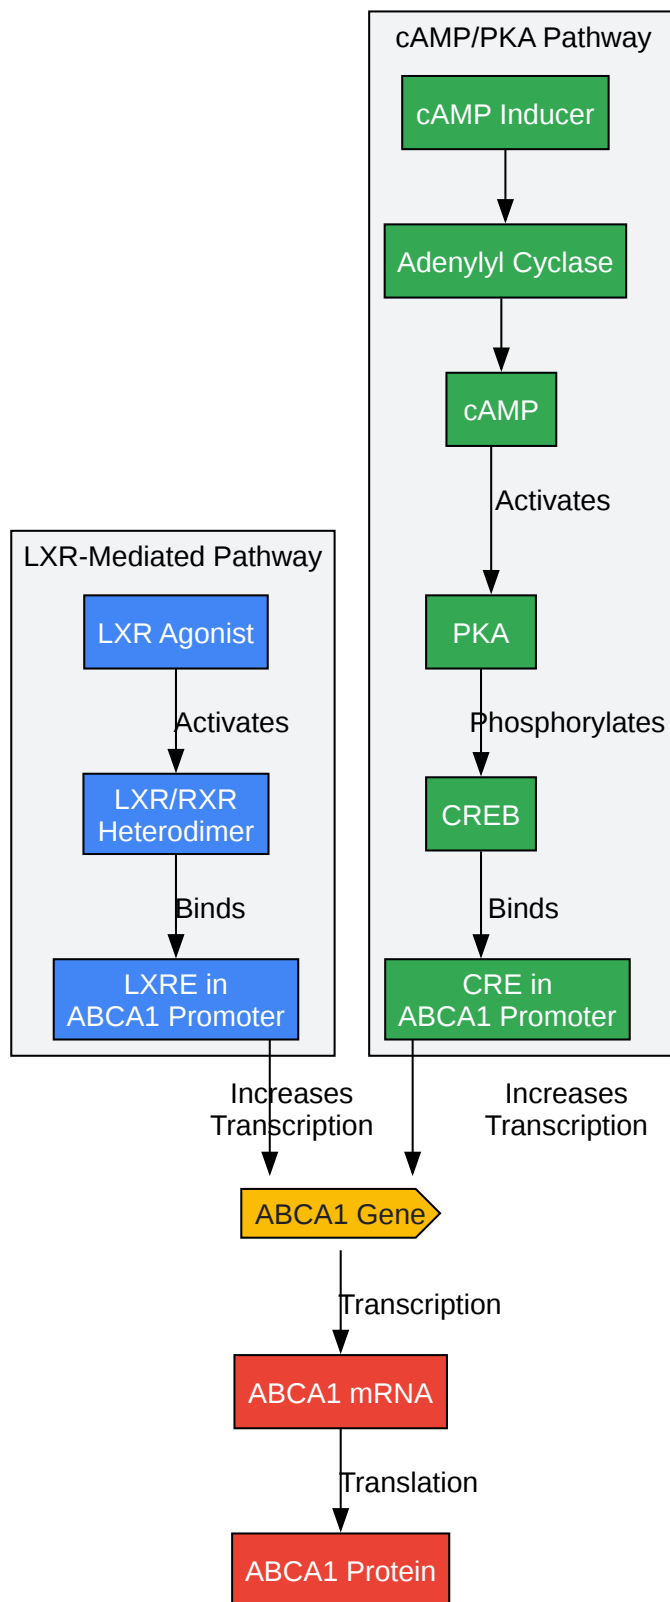 cAMP/PKA Pathway
cAMP Inducer
Adenylyl Cyclase
cAMP
Activates
PKA
Phosphorylates
CREB
Binds
CRE in
ABCA1 Promoter
LXR-Mediated Pathway
LXR Agonist
Activates
LXR/RXR
Heterodimer
Binds
LXRE in
ABCA1 Promoter
Increases
Transcription
Increases
Transcription
ABCA1 Gene
Transcription
ABCA1 mRNA
Translation
ABCA1 Protein